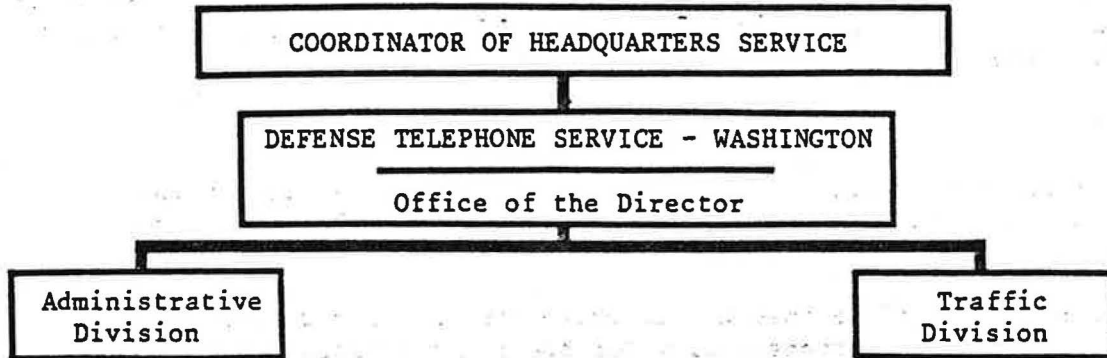 COORDINATOR OF HEADQUARTERS SERVICE
DEFENSE TELEPHONE SERVICE - WASHINGTON
Office of the Director
Administrative
Division
Traffic
Division